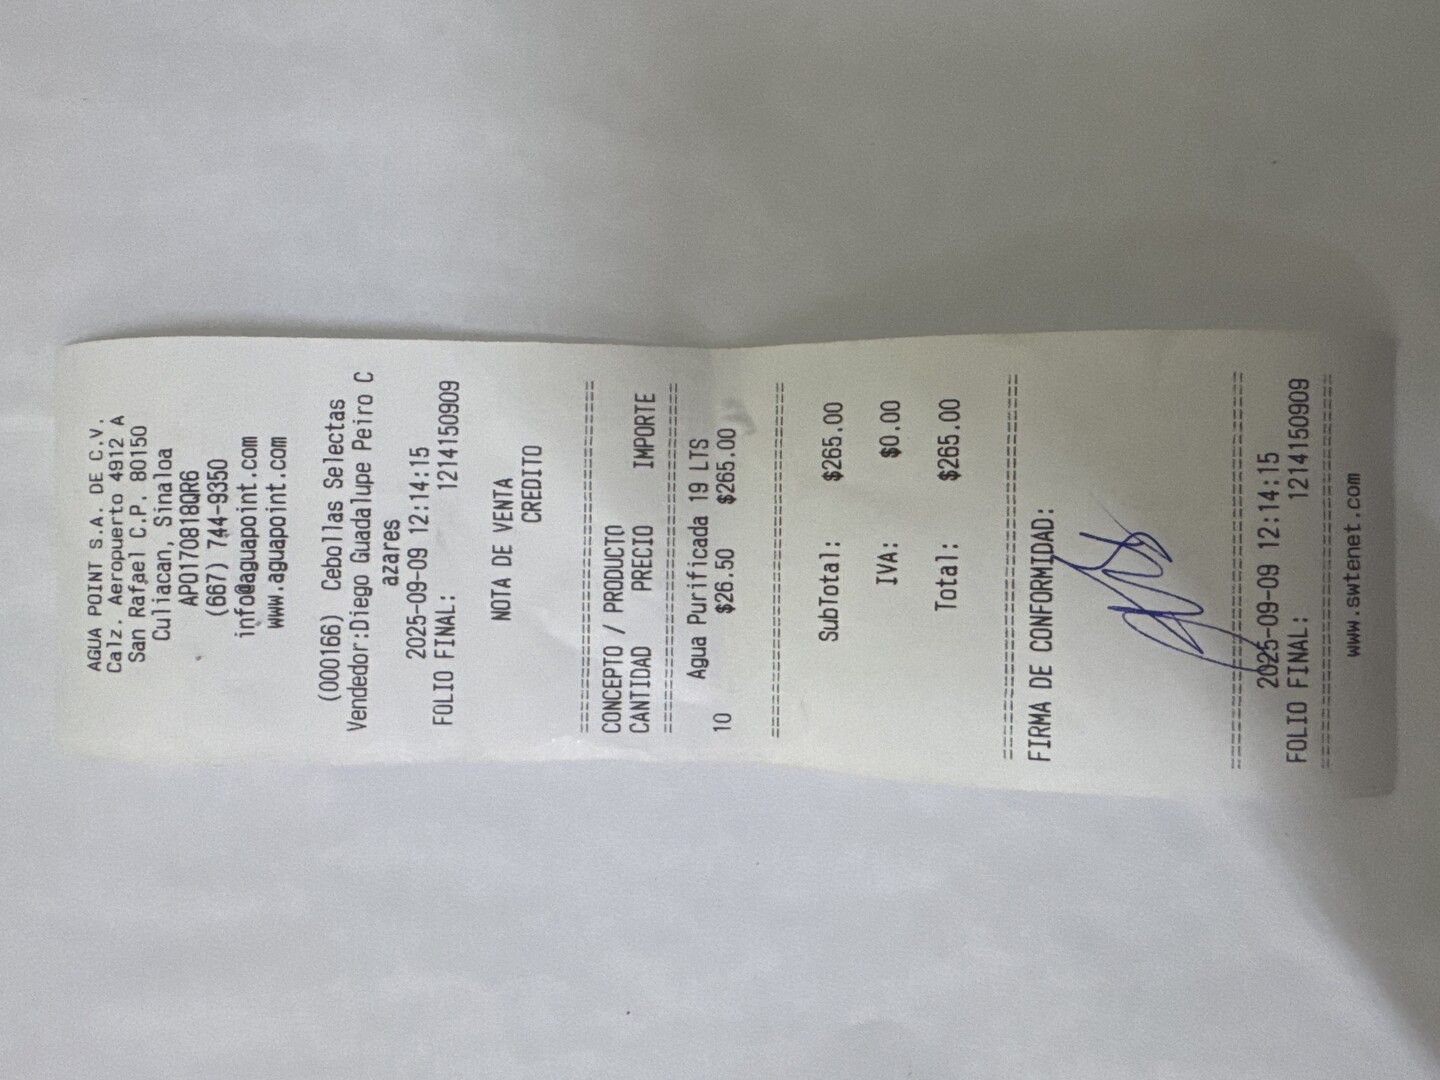 AGUA POINT S.A. DE C.V.
Calz. Aeropuerto 4912 A
San Rafael C.P. 80150
Culiacan, Sinaloa
APO170818QR6
(667) 744-9350
info@aguapoint.com
www.aguapoint.com
(000166) Cebollas Selectas
Vendedor:Diego Guadalupe Peiro C
azares
2025-09-09 12:14:15
FOLIO FINAL: 1214150909
NOTA DE VENTA
CREDITO
================================
CONCEPTO / PRODUCTO
CANTIDAD PRECIO IMPORTE
================================
Agua Purificada 19 LTS
10 $26.50 $265.00
================================
SubTotal: $265.00
IVA: $0.00
Total: $265.00
================================
FIRMA DE CONFORMIDAD:
================================
2025-09-09 12:14:15
FOLIO FINAL: 1214150909
================================
www.swtenet.com